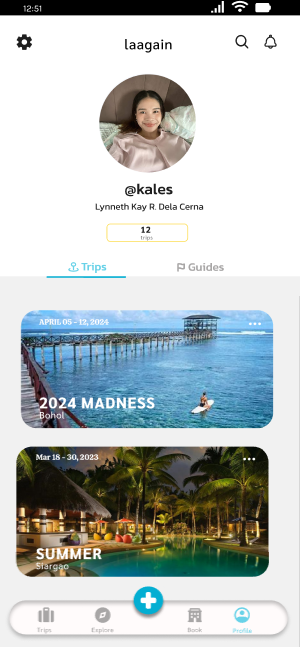 12:51
laagain
@kales
Lynneth Kay R. Dela Cerna
12
trips
Trips
Guides
APRIL 05 - 12, 2024
2024 MADNESS
Bohol
Mar 18 - 30, 2023
SUMMER
Siargao
Trips
Explore
Book
Profile